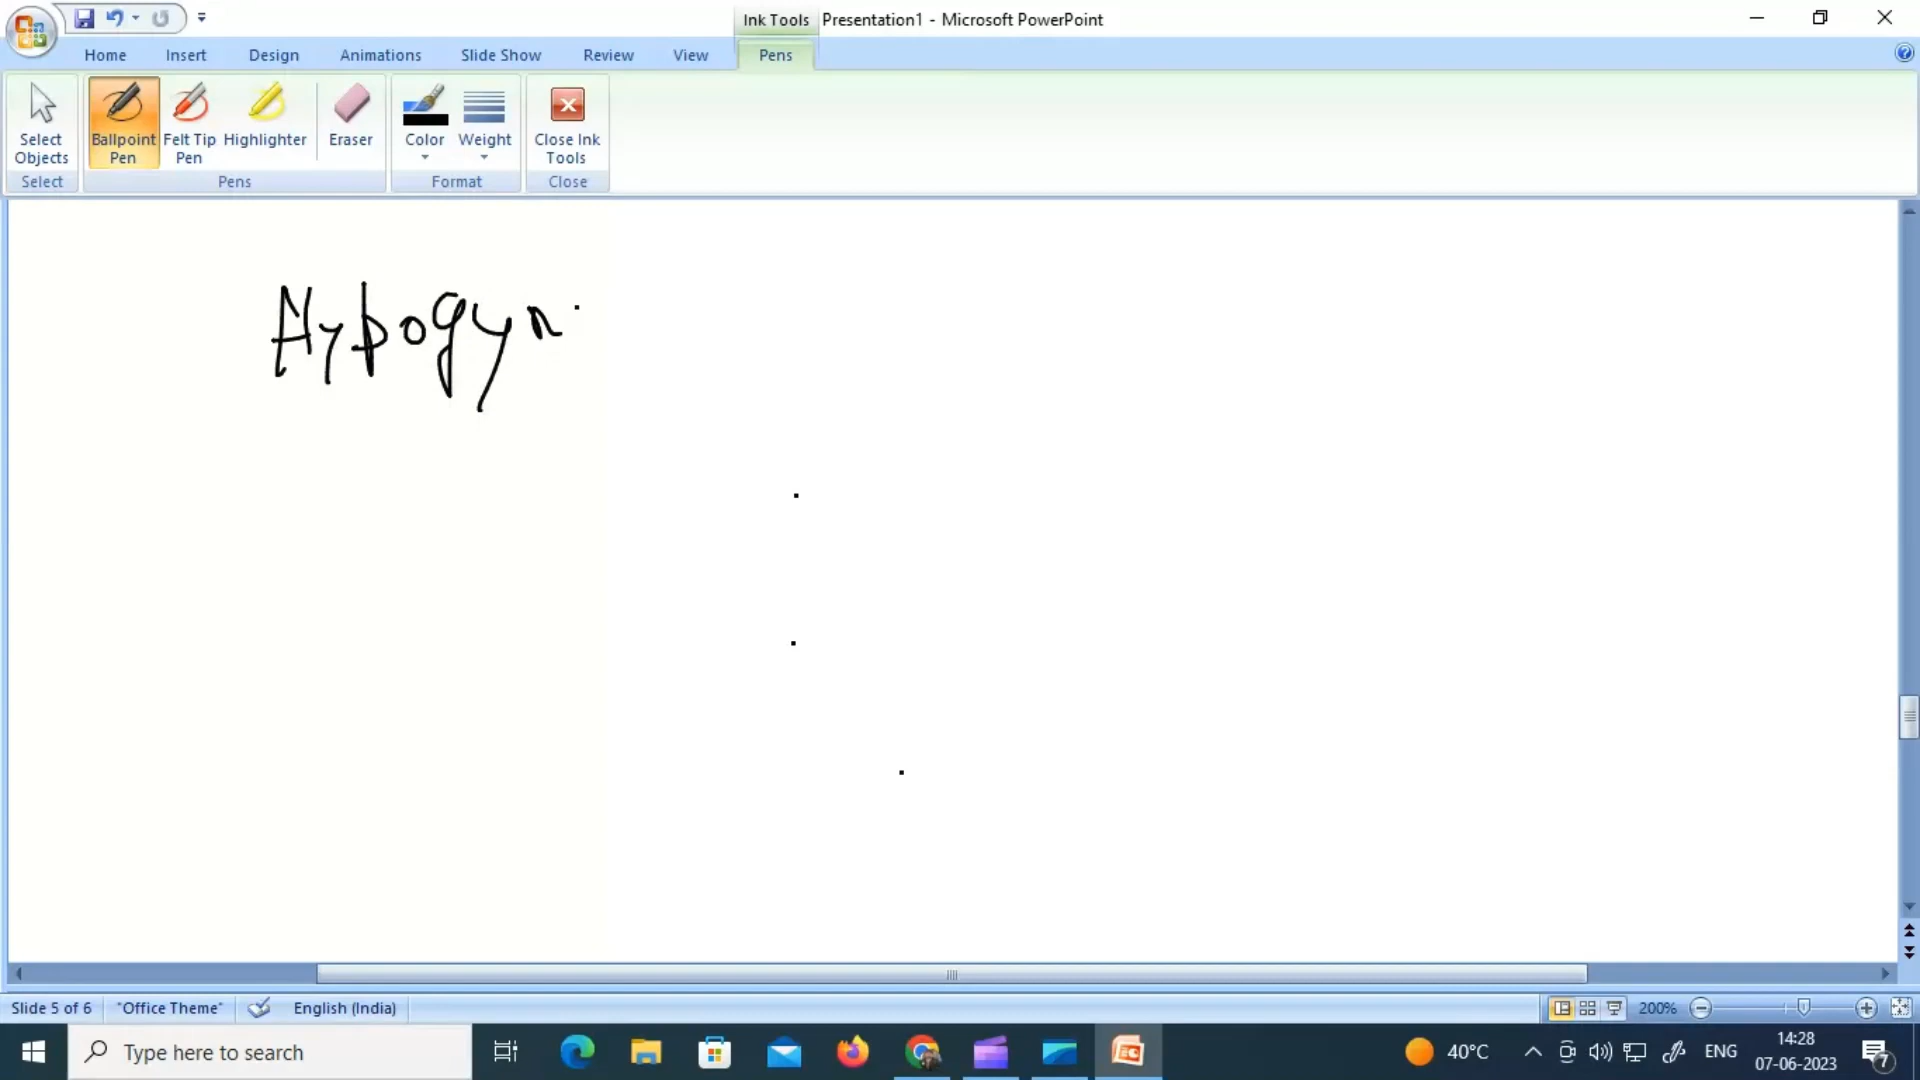 Ink Tools Presentation1 - Microsoft PowerPoint
Home Insert Design Animations Slide Show Review View Pens
Select Objects Ballpoint Pen Felt Tip Pen Highlighter Eraser Color Weight Close Ink Tools
Select Pens Format Close
Hypogyn
Slide 5 of 6 "Office Theme" English (India) 200%
Type here to search 40°C ENG 14:28 07-06-2023 7